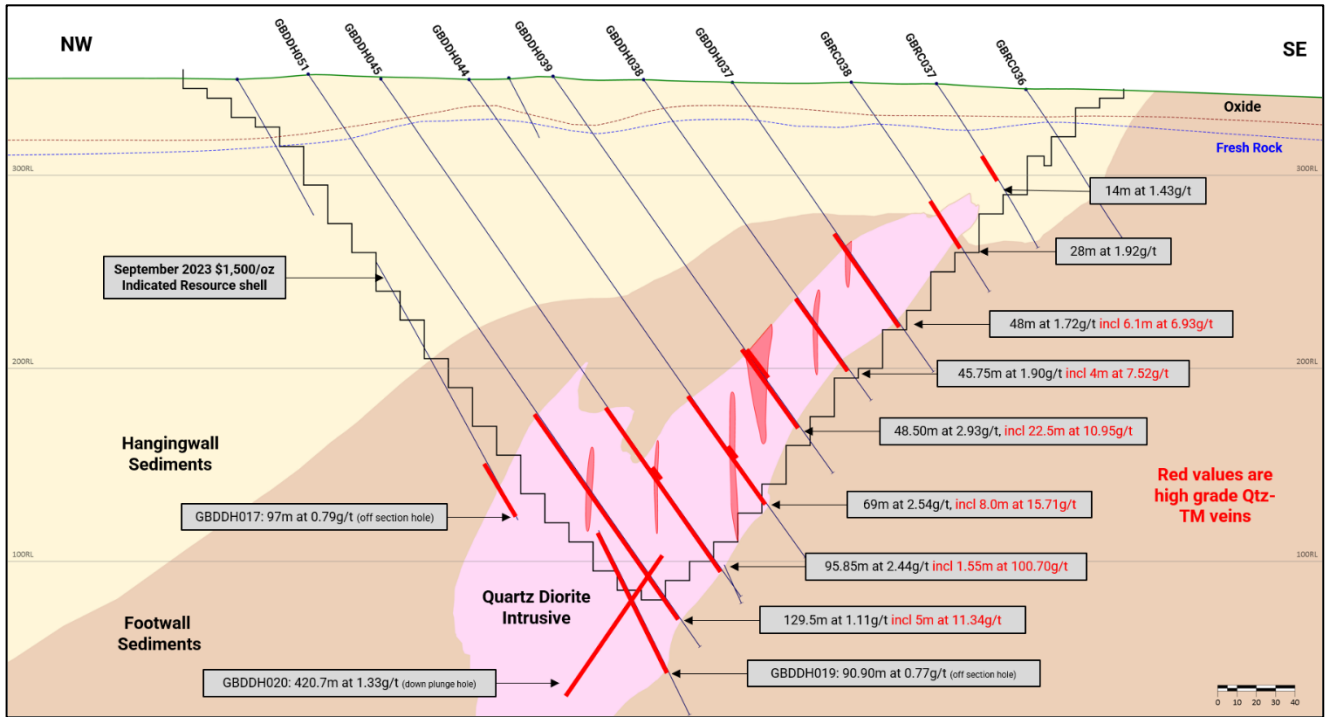 NW
GBDDH051
GBDDH045
GBDDH044
GBDDH039
GBDDH038
GBDDH037
GBRC038
GBRC037
GBRC036
SE
Oxide
Fresh Rock
300RL
300RL
14m at 1.43g/t
28m at 1.92g/t
September 2023 $1,500/oz
Indicated Resource shell
48m at 1.72g/t incl 6.1m at 6.93g/t
200RL
200RL
45.75m at 1.90g/t incl 4m at 7.52g/t
48.50m at 2.93g/t, incl 22.5m at 10.95g/t
Hangingwall
Sediments
Red values are
high grade Qtz-
TM veins
69m at 2.54g/t, incl 8.0m at 15.71g/t
GBDDH017: 97m at 0.79g/t (off section hole)
100RL
100RL
95.85m at 2.44g/t incl 1.55m at 100.70g/t
Quartz Diorite
Intrusive
129.5m at 1.11g/t incl 5m at 11.34g/t
Footwall
Sediments
GBDDH020: 420.7m at 1.33g/t (down plunge hole)
GBDDH019: 90.90m at 0.77g/t (off section hole)
0 5 10 20 30 40